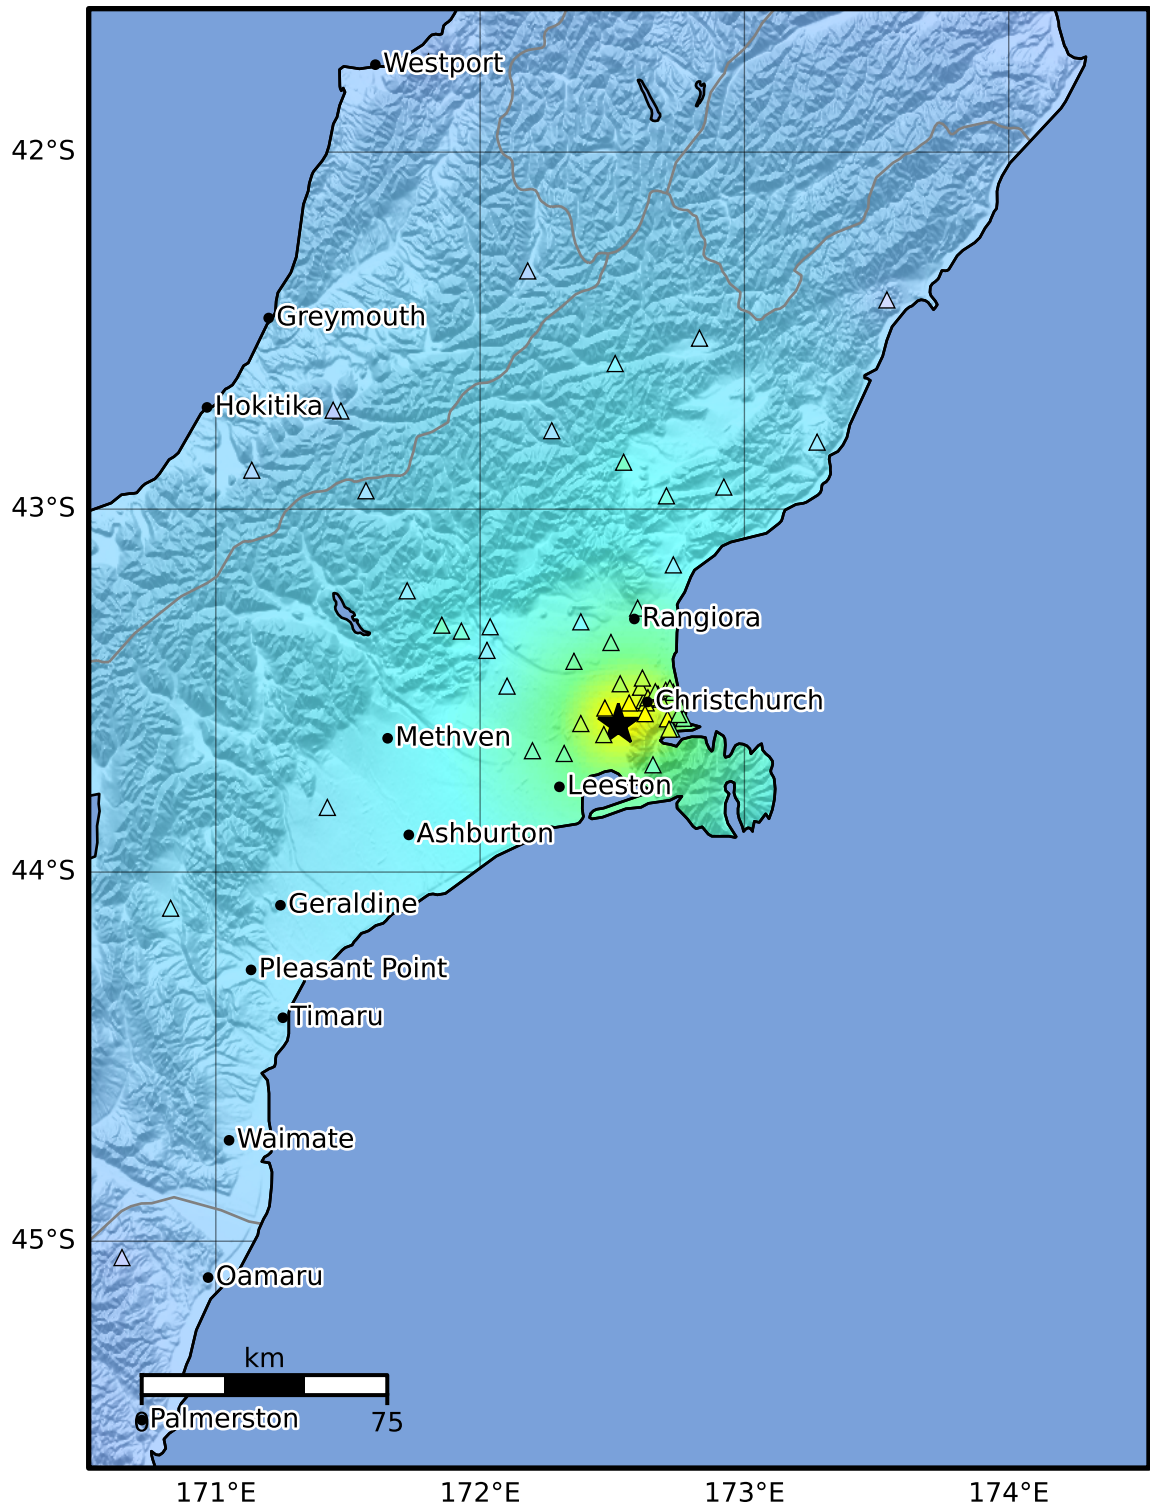 Westport
42°S
Greymouth
Hokitika
43°S
Rangiora
Christchurch
Methven
Leeston
Ashburton
44°S
Geraldine
Pleasant Point
Timaru
Waimate
45°S
Oamaru
km
0 75
Palmerston
171°E 172°E 173°E 174°E